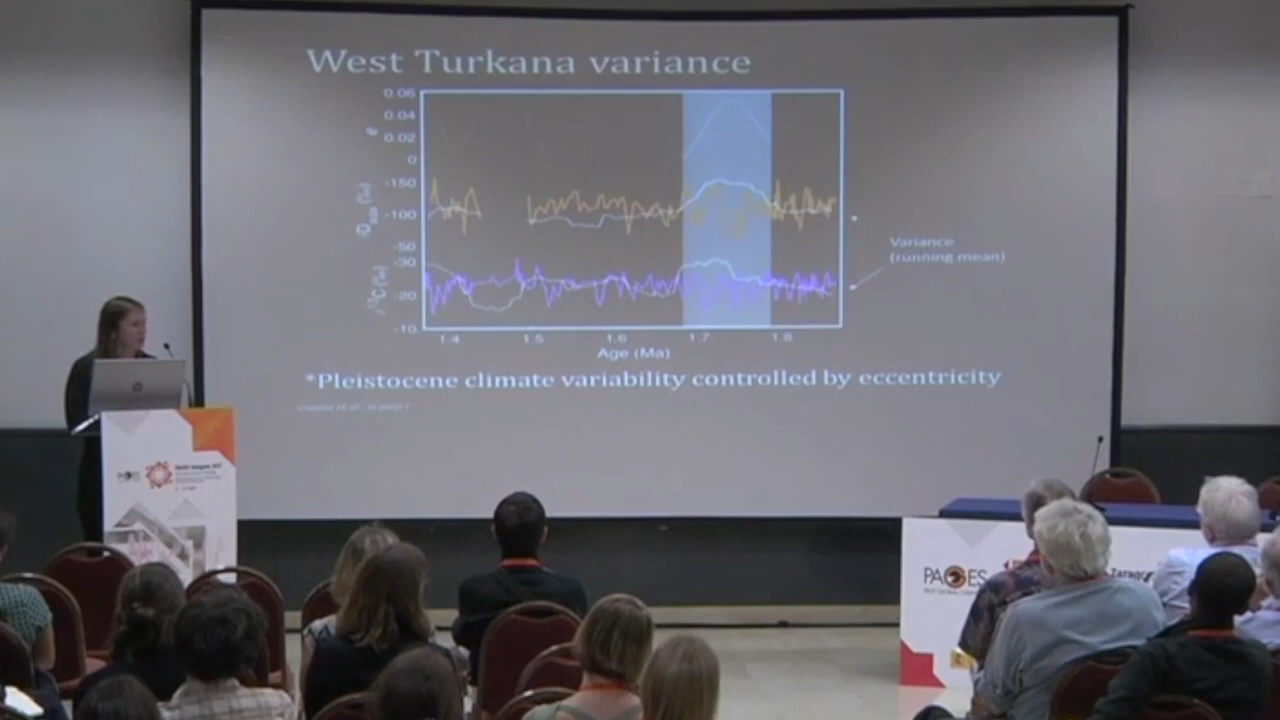 West Turkana variance
0.06
0.04
0.02
e
0
-150
-100
-50
-30
-20
-10
1.4 1.5 1.6 1.7 1.8
Age (Ma)
Variance
(running mean)
*Pleistocene climate variability controlled by eccentricity
hp
PAGES
Zarag